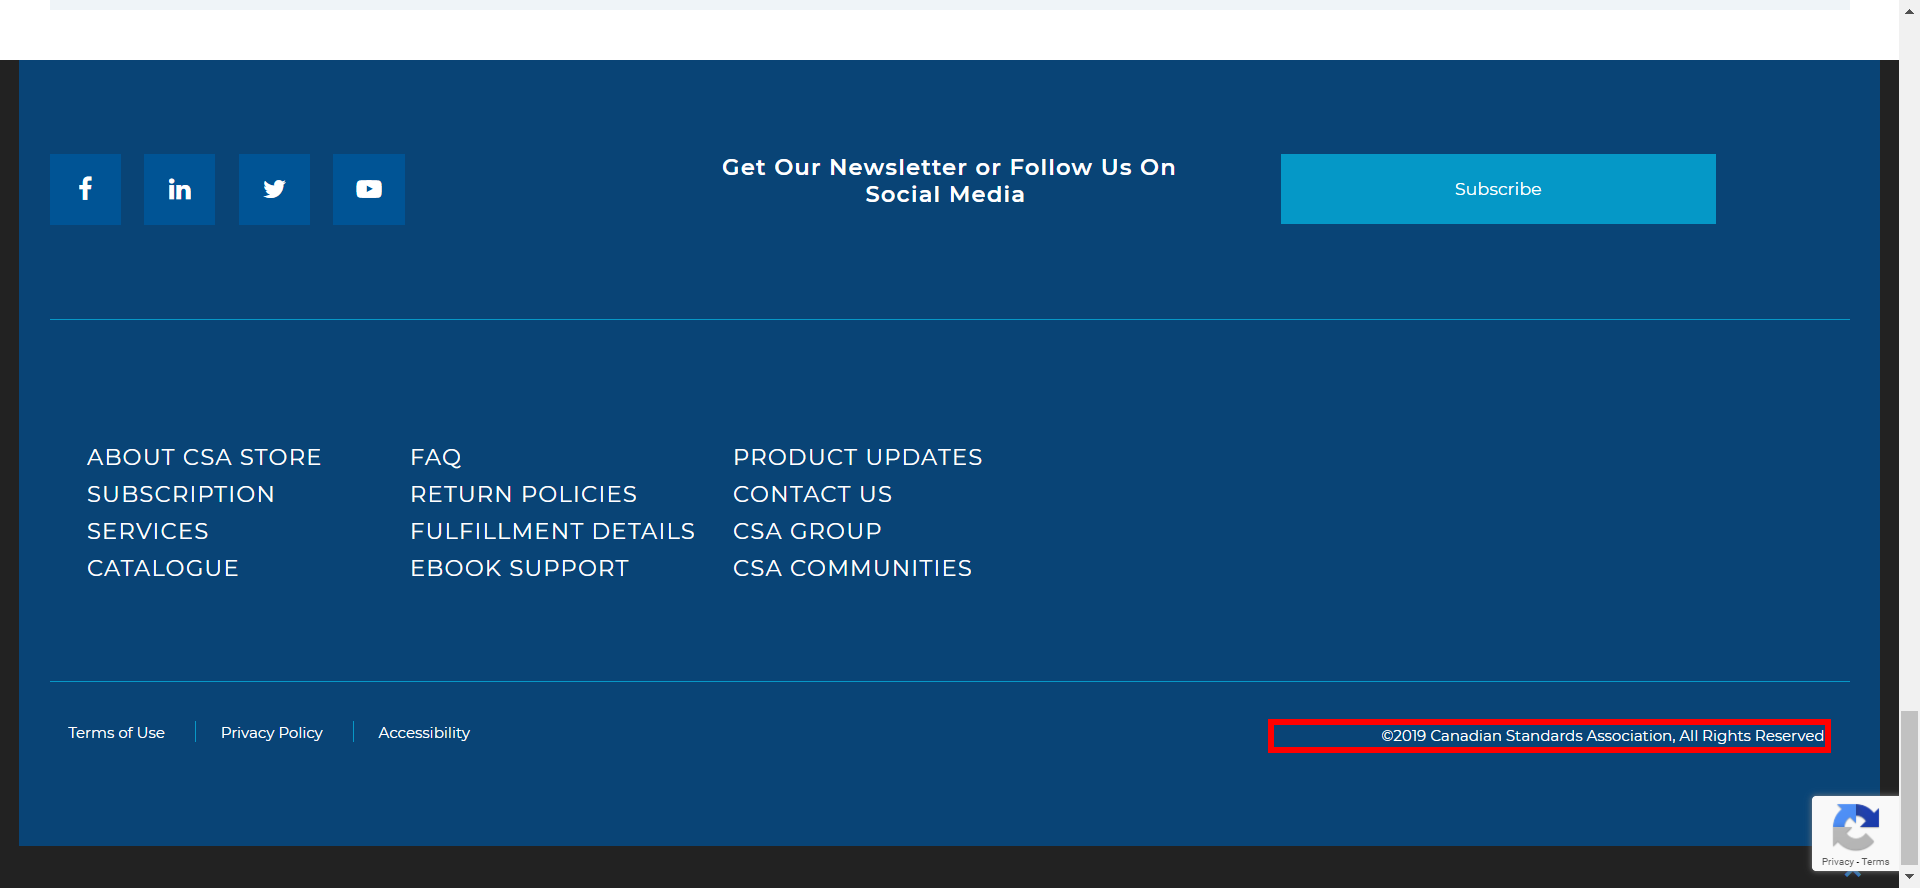 Get Our Newsletter or Follow Us On
Social Media
Subscribe
ABOUT CSA STORE
SUBSCRIPTION
SERVICES
CATALOGUE
FAQ
RETURN POLICIES
FULFILLMENT DETAILS
EBOOK SUPPORT
PRODUCT UPDATES
CONTACT US
CSA GROUP
CSA COMMUNITIES
Terms of Use
Privacy Policy
Accessibility
©2019 Canadian Standards Association, All Rights Reserved
Privacy - Terms